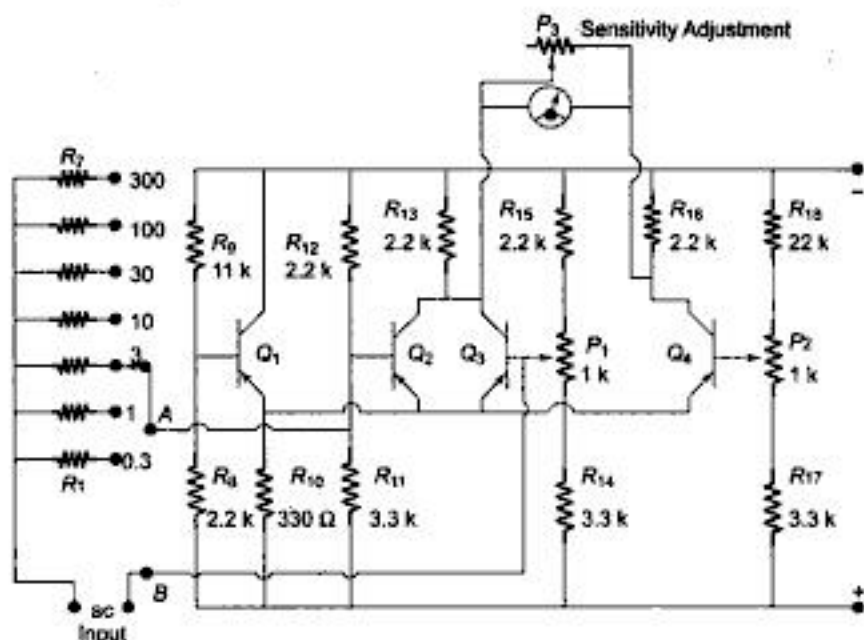 P3
Sensitivity Adjustment
R7
300
100
30
10
3
1
0.3
R1
A
B
ac
Input
R9
11 k
R12
2.2 k
R13
2.2 k
R15
2.2 k
R16
2.2 k
R18
22 k
Q1
Q2
Q3
P1
1 k
Q4
P2
1 k
R8
2.2 k
R10
330 Ω
R11
3.3 k
R14
3.3 k
R17
3.3 k
−
+